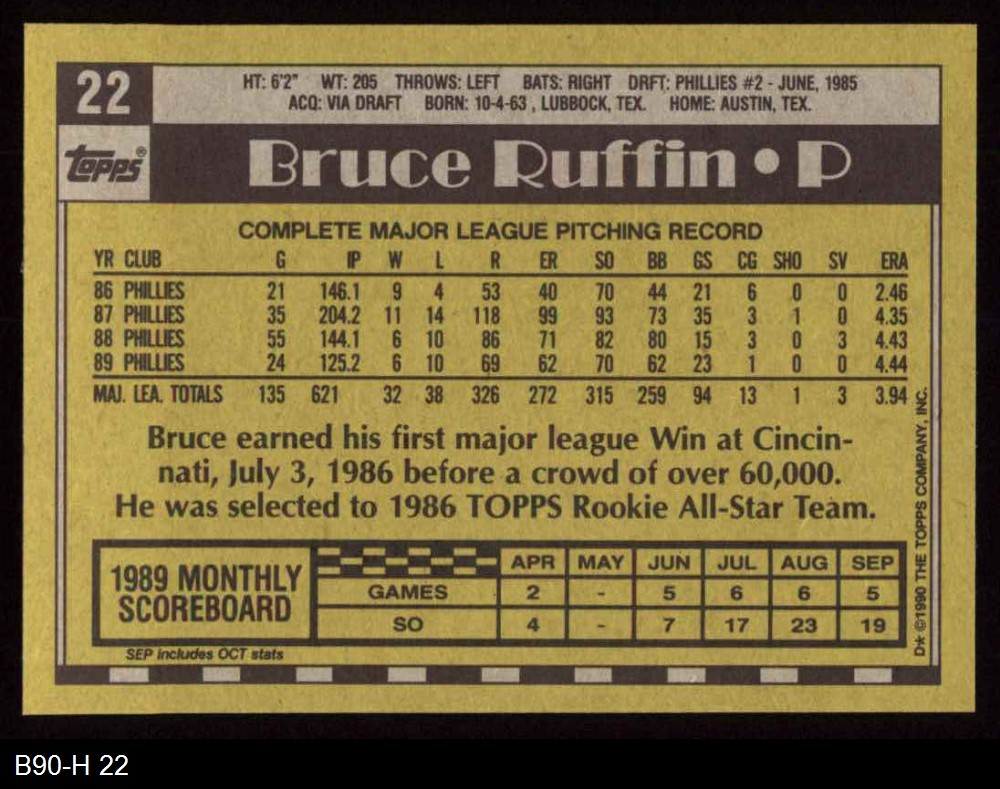 22
HT: 6'2" WT: 205 THROWS: LEFT BATS: RIGHT DRFT: PHILLIES #2 - JUNE, 1985
ACQ: VIA DRAFT BORN: 10-4-63 , LUBBOCK, TEX. HOME: AUSTIN, TEX.
TOPPS®
Bruce Ruffin • P
COMPLETE MAJOR LEAGUE PITCHING RECORD
YR CLUB G IP W L R ER SO BB GS CG SHO SV ERA
86 PHILLIES 21 146.1 9 4 53 40 70 44 21 6 0 0 2.46
87 PHILLIES 35 204.2 11 14 118 99 93 73 35 3 1 0 4.35
88 PHILLIES 55 144.1 6 10 86 71 82 80 15 3 0 3 4.43
89 PHILLIES 24 125.2 6 10 69 62 70 62 23 1 0 0 4.44
MAJ. LEA. TOTALS 135 621 32 38 326 272 315 259 94 13 1 3 3.94
Bruce earned his first major league Win at Cincin-
nati, July 3, 1986 before a crowd of over 60,000.
He was selected to 1986 TOPPS Rookie All-Star Team.
1989 MONTHLY
SCOREBOARD
APR MAY JUN JUL AUG SEP
GAMES 2 - 5 6 6 5
SO 4 - 7 17 23 19
SEP includes OCT stats
D* ©1990 THE TOPPS COMPANY, INC.
B90-H 22